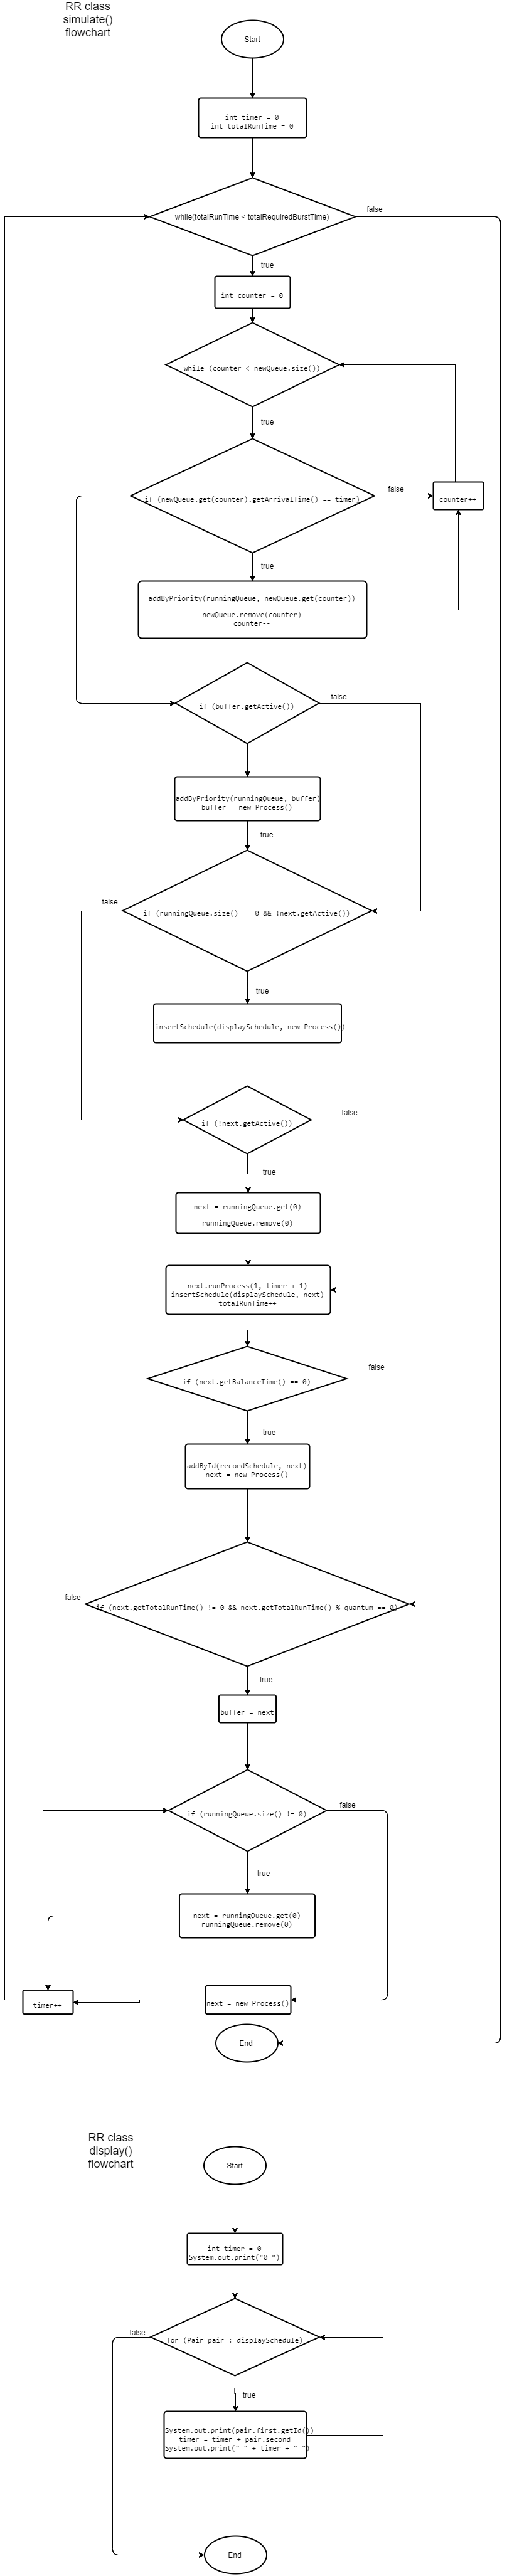 RR class
simulate()
flowchart
Start
int timer = 0
int totalRunTime = 0
while(totalRunTime < totalRequiredBurstTime)
false
true
int counter = 0
while (counter < newQueue.size())
true
if (newQueue.get(counter).getArrivalTime() == timer)
false
counter++
true
addByPriority(runningQueue, newQueue.get(counter))
newQueue.remove(counter)
counter--
if (buffer.getActive())
false
addByPriority(runningQueue, buffer)
buffer = new Process()
true
false
if (runningQueue.size() == 0 && !next.getActive())
true
insertSchedule(displaySchedule, new Process())
if (!next.getActive())
false
true
next = runningQueue.get(0)
runningQueue.remove(0)
next.runProcess(1, timer + 1)
insertSchedule(displaySchedule, next)
totalRunTime++
if (next.getBalanceTime() == 0)
false
true
addById(recordSchedule, next)
next = new Process()
false
if (next.getTotalRunTime() != 0 && next.getTotalRunTime() % quantum == 0)
true
buffer = next
if (runningQueue.size() != 0)
false
true
next = runningQueue.get(0)
runningQueue.remove(0)
timer++
next = new Process()
End
RR class
display()
flowchart
Start
int timer = 0
System.out.print("0 ")
false
for (Pair pair : displaySchedule)
true
System.out.print(pair.first.getId())
timer = timer + pair.second
System.out.print(" " + timer + " ")
End